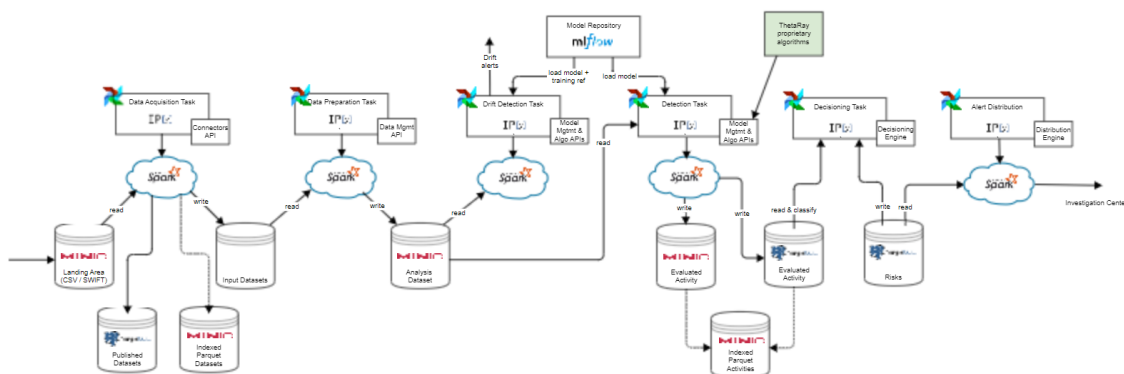 Model Repository
mlflow
ThetaRay
proprietary
algorithms
Drift
alerts
load model +
training ref
load model
Data Acquisition Task
Connectors
API
Data Preparation Task
Data Mgmt
API
Drift Detection Task
Model
Mgtmt &
Algo APIs
Detection Task
Model
Mgtmt &
Algo APIs
Decisioning Task
Decisioning
Engine
Alert Distribution
Distribution
Engine
read
Spark
Spark
Spark
Spark
Spark
read
write
read
write
read
write
write
read & classify
write
read
Investigation Cente
MINIO
Landing Area
(CSV / SWIFT)
Input Datasets
MINIO
Analysis
Dataset
MINIO
Evaluated
Activity
Evaluated
Activity
Risks
Published
Datasets
MINIO
Indexed
Parquet
Datasets
MINIO
Indexed
Parquet
Activities